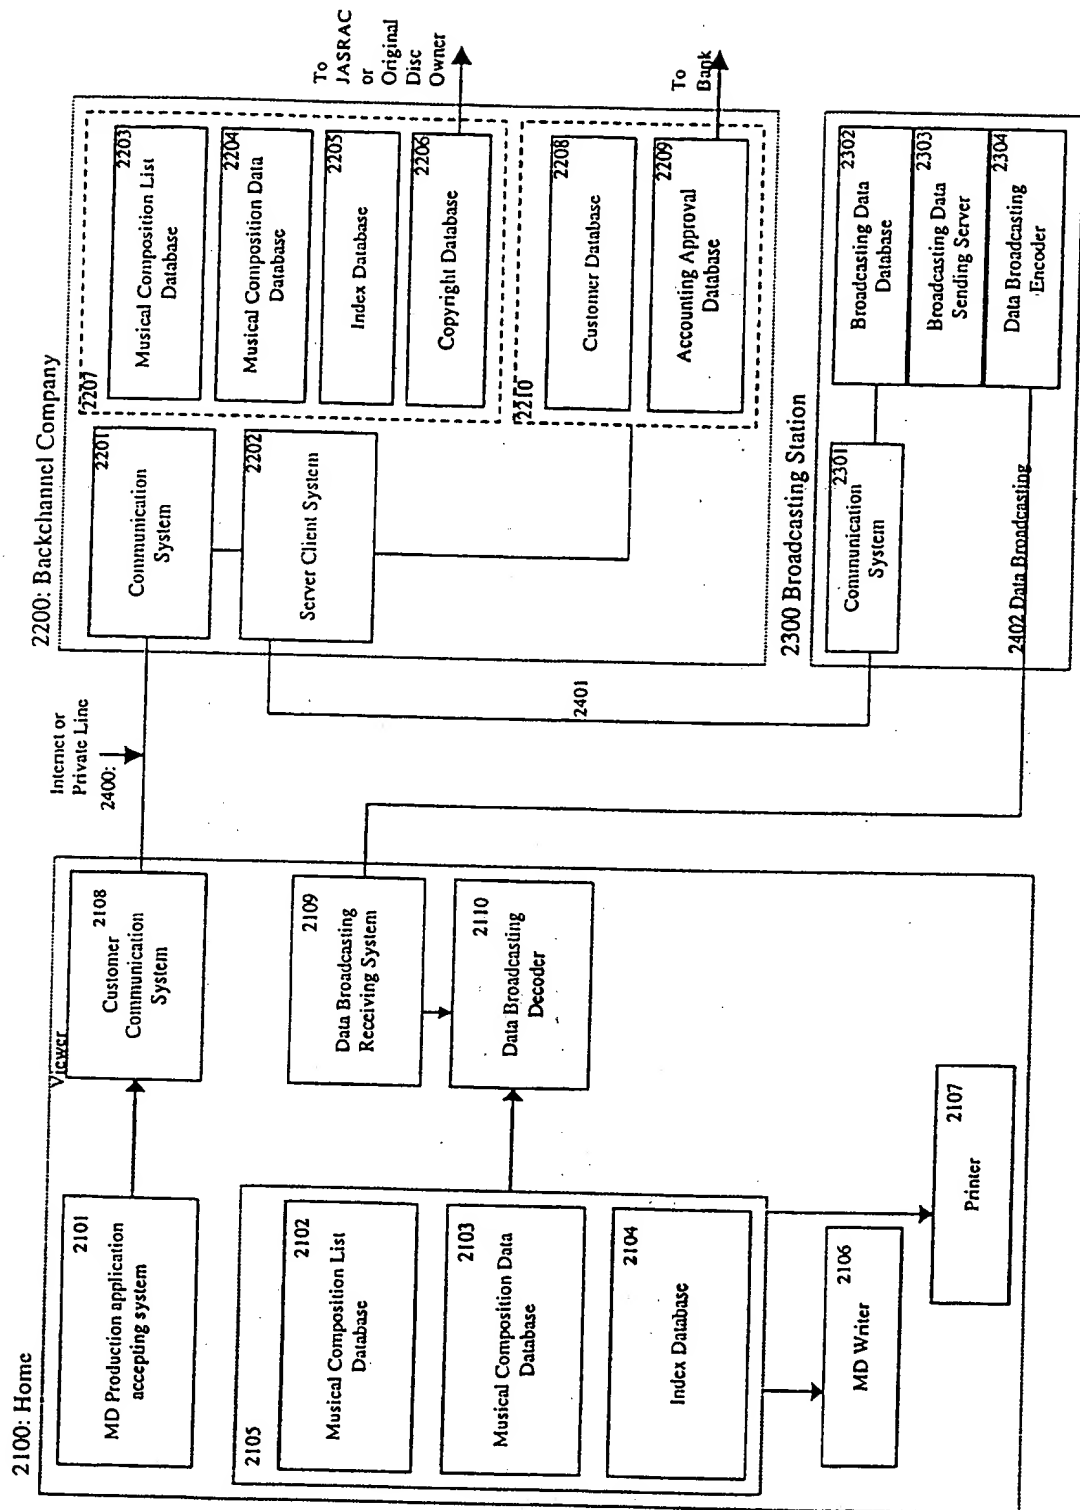 2100: Home
2101
MD Production application
accepting system
Viewer
2108
Customer
Communication
System
Internet or
Private Line
2400:
2105
2102
Musical Composition List
Database
2103
Musical Composition Data
Database
2104
Index Database
2109
Data Broadcasting
Receiving System
2110
Data Broadcasting
Decoder
2106
MD Writer
2107
Printer
2200: Backchannel Company
2201
Communication
System
2202
Server Client System
2207
2203
Musical Composition List
Database
2204
Musical Composition Data
Database
2205
Index Database
2206
Copyright Database
To
JASRAC
or
Original
Disc
Owner
2210
2208
Customer Database
2209
Accounting Approval
Database
To
Bank
2401
2300 Broadcasting Station
2301
Communication
System
2302
Broadcasting Data
Database
2303
Broadcasting Data
Sending Server
2304
Data Broadcasting
Encoder
2402 Data Broadcasting